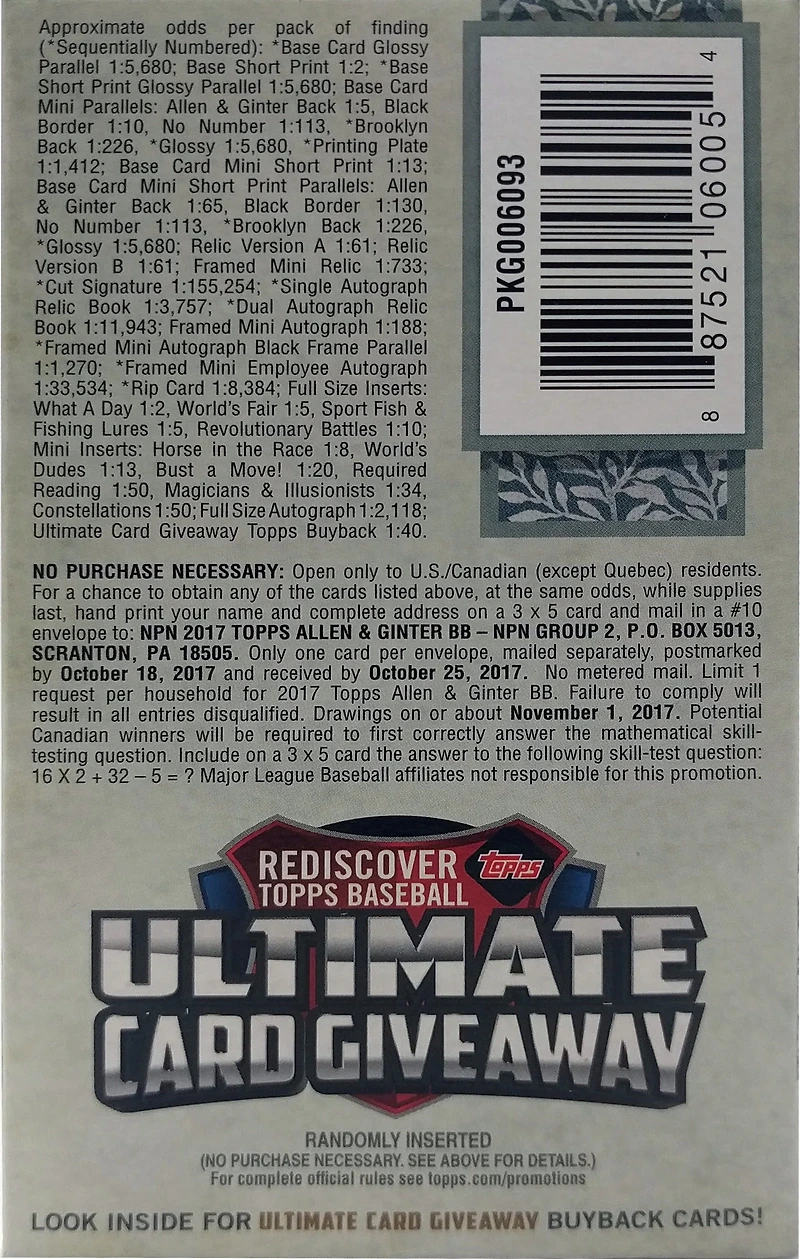 Approximate odds per pack of finding
(*Sequentially Numbered): *Base Card Glossy
Parallel 1:5,680; Base Short Print 1:2; *Base
Short Print Glossy Parallel 1:5,680; Base Card
Mini Parallels: Allen & Ginter Back 1:5, Black
Border 1:10, No Number 1:113, *Brooklyn
Back 1:226, *Glossy 1:5,680; *Printing Plate
1:1,412; Base Card Mini Short Print 1:13;
Base Card Mini Short Print Parallels: Allen
& Ginter Back 1:65, Black Border 1:130,
No Number 1:113, *Brooklyn Back 1:226,
*Glossy 1:5,680; Relic Version A 1:61; Relic
Version B 1:61; Framed Mini Relic 1:733;
*Cut Signature 1:155,254; *Single Autograph
Relic Book 1:3,757; *Dual Autograph Relic
Book 1:11,943; Framed Mini Autograph 1:188;
*Framed Mini Autograph Black Frame Parallel
1:1,270; *Framed Mini Employee Autograph
1:33,534; *Rip Card 1:8,384; Full Size Inserts:
What A Day 1:2, World's Fair 1:5, Sport Fish &
Fishing Lures 1:5, Revolutionary Battles 1:10;
Mini Inserts: Horse in the Race 1:8, World's
Dudes 1:13, Bust a Move! 1:20, Required
Reading 1:50, Magicians & Illusionists 1:34,
Constellations 1:50; Full Size Autograph 1:2,118;
Ultimate Card Giveaway Topps Buyback 1:40.
PKG006093
8 87521 06005 4
NO PURCHASE NECESSARY: Open only to U.S./Canadian (except Quebec) residents.
For a chance to obtain any of the cards listed above, at the same odds, while supplies
last, hand print your name and complete address on a 3 x 5 card and mail in a #10
envelope to: NPN 2017 TOPPS ALLEN & GINTER BB – NPN GROUP 2, P.O. BOX 5013,
SCRANTON, PA 18505. Only one card per envelope, mailed separately, postmarked
by October 18, 2017 and received by October 25, 2017. No metered mail. Limit 1
request per household for 2017 Topps Allen & Ginter BB. Failure to comply will
result in all entries disqualified. Drawings on or about November 1, 2017. Potential
Canadian winners will be required to first correctly answer the mathematical skill-
testing question. Include on a 3 x 5 card the answer to the following skill-test question:
16 X 2 + 32 – 5 = ? Major League Baseball affiliates not responsible for this promotion.
REDISCOVER topps
TOPPS BASEBALL
ULTIMATE
CARD GIVEAWAY
RANDOMLY INSERTED
(NO PURCHASE NECESSARY. SEE ABOVE FOR DETAILS.)
For complete official rules see topps.com/promotions
LOOK INSIDE FOR ULTIMATE CARD GIVEAWAY BUYBACK CARDS!